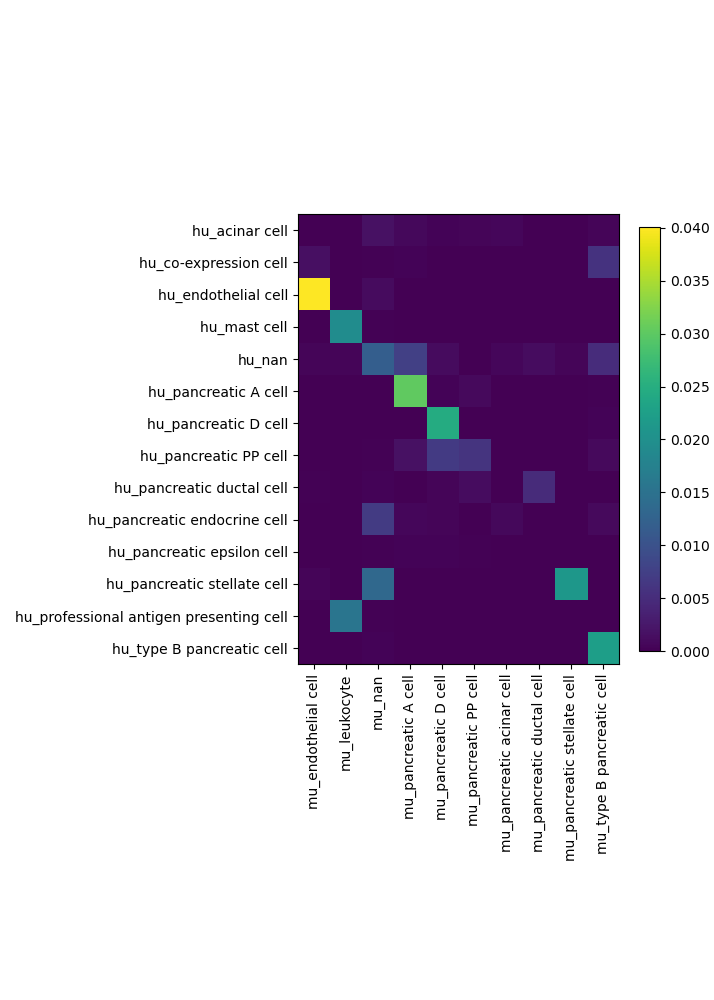 hu_acinar cell
hu_co-expression cell
hu_endothelial cell
hu_mast cell
hu_nan
hu_pancreatic A cell
hu_pancreatic D cell
hu_pancreatic PP cell
hu_pancreatic ductal cell
hu_pancreatic endocrine cell
hu_pancreatic epsilon cell
hu_pancreatic stellate cell
hu_professional antigen presenting cell
hu_type B pancreatic cell
mu_endothelial cell
mu_leukocyte
mu_nan
mu_pancreatic A cell
mu_pancreatic D cell
mu_pancreatic PP cell
mu_pancreatic acinar cell
mu_pancreatic ductal cell
mu_pancreatic stellate cell
mu_type B pancreatic cell
0.040
0.035
0.030
0.025
0.020
0.015
0.010
0.005
0.000